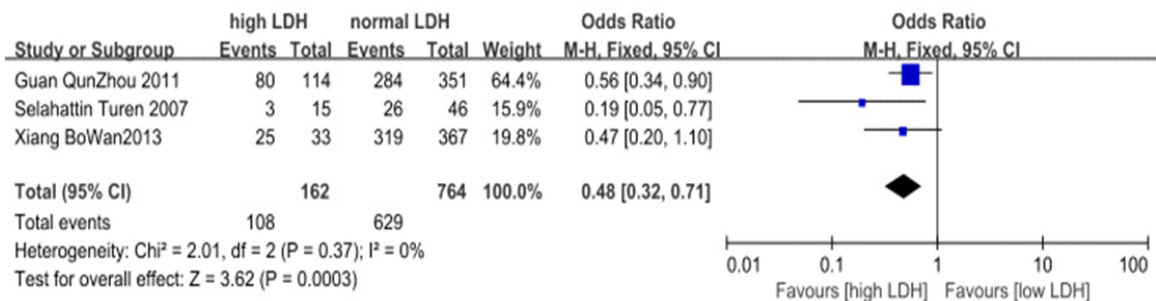 high LDH normal LDH Odds Ratio Odds Ratio
Study or Subgroup Events Total Events Total Weight M-H, Fixed, 95% CI M-H, Fixed, 95% CI
Guan QunZhou 2011 80 114 284 351 64.4% 0.56 [0.34, 0.90]
Selahattin Turen 2007 3 15 26 46 15.9% 0.19 [0.05, 0.77]
Xiang BoWan2013 25 33 319 367 19.8% 0.47 [0.20, 1.10]
Total (95% CI) 162 764 100.0% 0.48 [0.32, 0.71]
Total events 108 629
Heterogeneity: Chi² = 2.01, df = 2 (P = 0.37); I² = 0%
Test for overall effect: Z = 3.62 (P = 0.0003)
0.01 0.1 1 10 100
Favours [high LDH] Favours [low LDH]